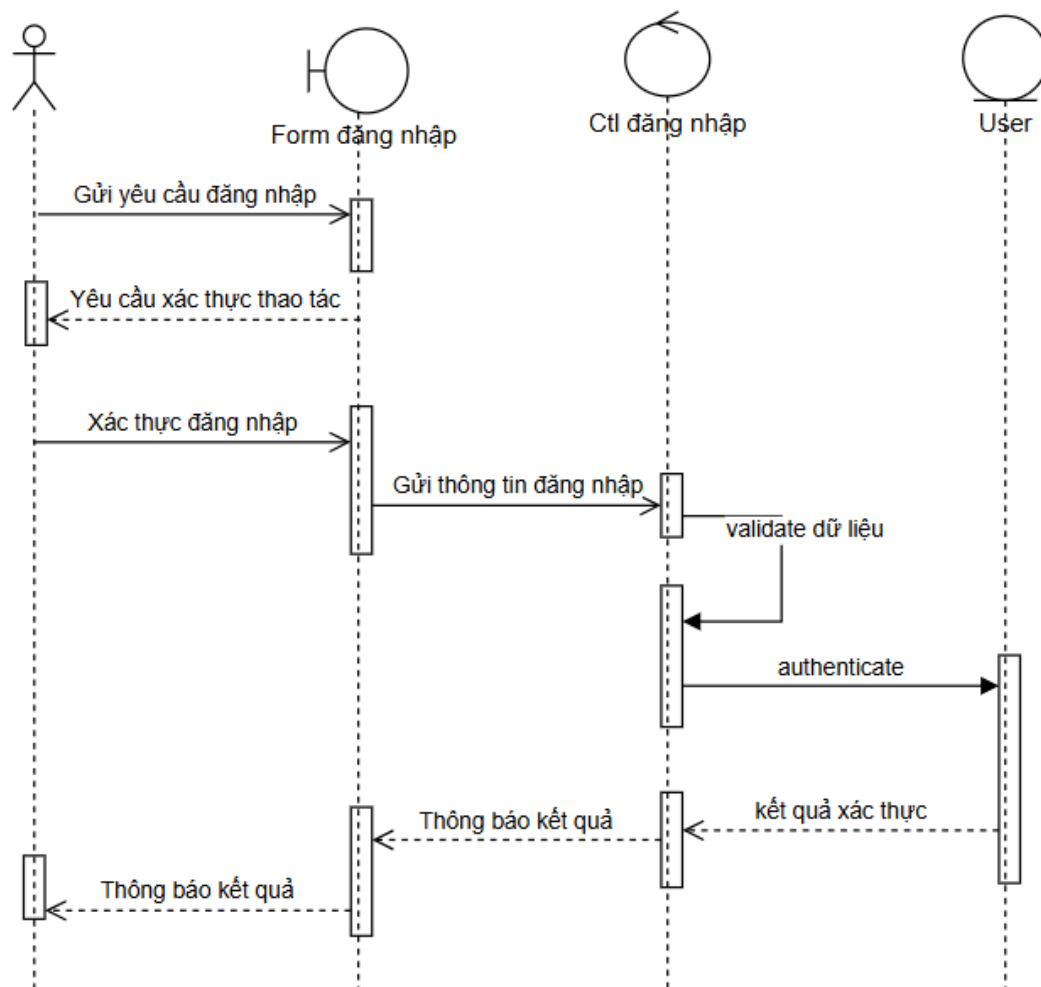 Form đăng nhập
Ctl đăng nhập
User
Gửi yêu cầu đăng nhập
Yêu cầu xác thực thao tác
Xác thực đăng nhập
Gửi thông tin đăng nhập
validate dữ liệu
authenticate
kết quả xác thực
Thông báo kết quả
Thông báo kết quả